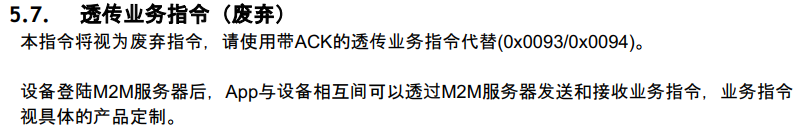 5.7. 透传业务指令（废弃）
本指令将视为废弃指令，请使用带ACK的透传业务指令代替(0x0093/0x0094)。
设备登陆M2M服务器后，App与设备相互间可以透过M2M服务器发送和接收业务指令，业务指令
视具体的产品定制。